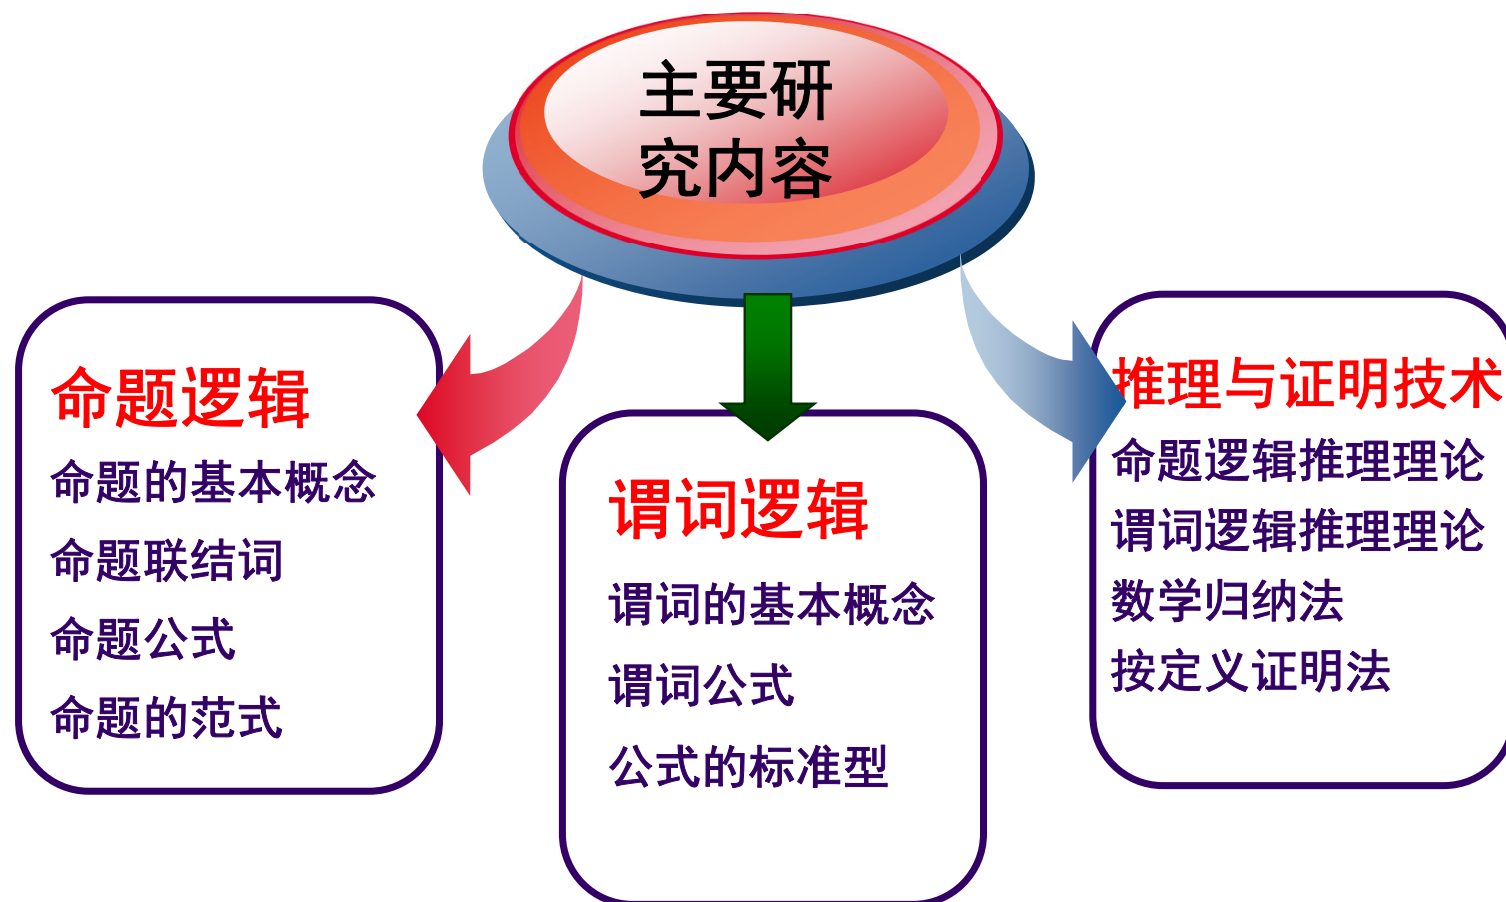 主要研
究内容
命题逻辑
命题的基本概念
命题联结词
命题公式
命题的范式
谓词逻辑
谓词的基本概念
谓词公式
公式的标准型
推理与证明技术
命题逻辑推理理论
谓词逻辑推理理论
数学归纳法
按定义证明法